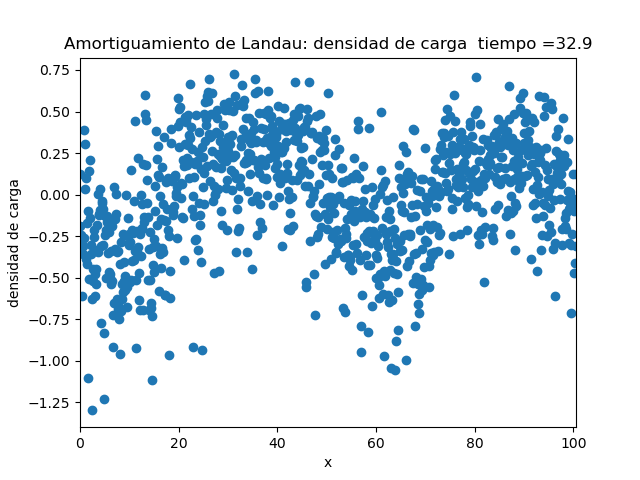 Amortiguamiento de Landau: densidad de carga  tiempo =32.9
densidad de carga
0.75
0.50
0.25
0.00
−0.25
−0.50
−0.75
−1.00
−1.25
0 20 40 60 80 100
x